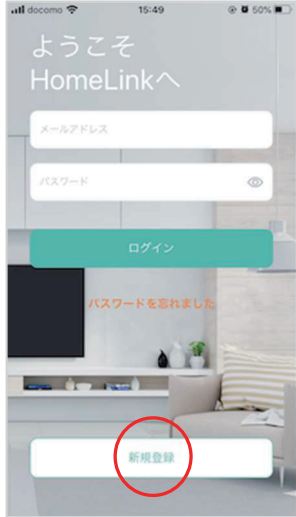 docomo 15:49 50%
ようこそ
HomeLinkへ
メールアドレス
パスワード
ログイン
パスワードを忘れました
新規登録